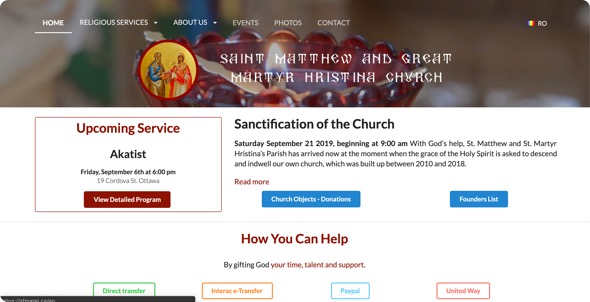 HOME RELIGIOUS SERVICES ABOUT US EVENTS PHOTOS CONTACT RO
SAINT MATTHEW AND GREAT
MARTYR HRISTINA CHURCH
Upcoming Service
Akatist
Friday, September 6th at 6:00 pm
19 Cordova St. Ottawa
View Detailed Program
Sanctification of the Church
Saturday September 21 2019, beginning at 9:00 am With God's help, St. Matthew and St. Martyr
Hristina's Parish has arrived now at the moment when the grace of the Holy Spirit is asked to descend
and indwell our own church, which was built up between 2010 and 2018.
Read more
Church Objects - Donations Founders List
How You Can Help
By gifting God your time, talent and support.
Direct transfer Interac e-Transfer Paypal United Way